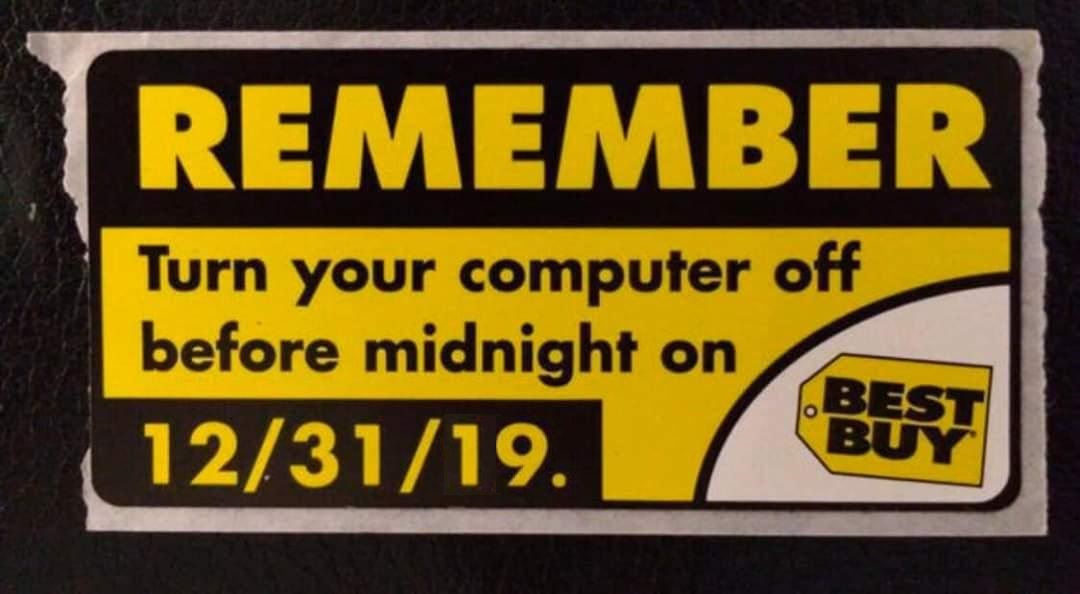 REMEMBER
Turn your computer off
before midnight on
12/31/19.
BEST
BUY